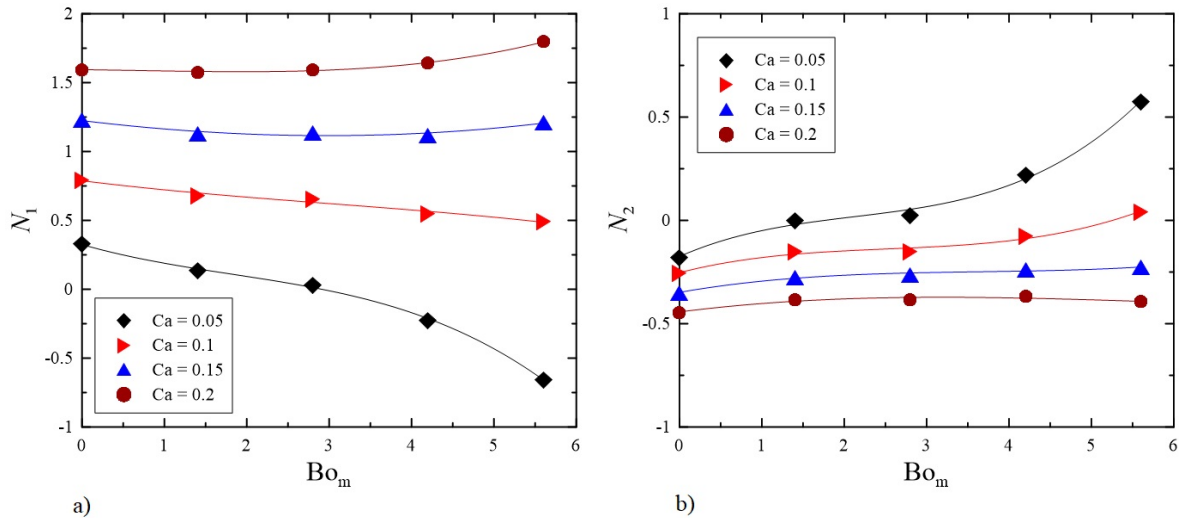 2
1.5
1
0.5
0
-0.5
-1
N₁
Ca = 0.05
Ca = 0.1
Ca = 0.15
Ca = 0.2
0 1 2 3 4 5 6
Boₘ
a)
1
0.5
0
-0.5
-1
N₂
Ca = 0.05
Ca = 0.1
Ca = 0.15
Ca = 0.2
0 1 2 3 4 5 6
Boₘ
b)